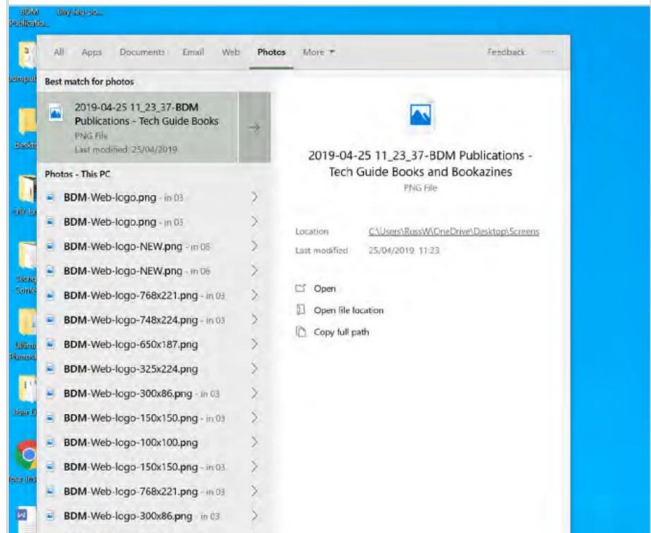 BDM
All Apps Documents Email Web Photos More Feedback ...
Best match for photos
2019-04-25 11_23_37-BDM
Publications - Tech Guide Books
PNG File
Last modified: 25/04/2019
Photos - This PC
BDM-Web-logo.png - in 03
BDM-Web-logo.png - in 03
BDM-Web-logo-NEW.png - in 06
BDM-Web-logo-NEW.png - in 06
BDM-Web-logo-768x221.png - in 03
BDM-Web-logo-748x224.png - in 03
BDM-Web-logo-650x187.png
BDM-Web-logo-325x224.png
BDM-Web-logo-300x86.png - in 03
BDM-Web-logo-150x150.png - in 03
BDM-Web-logo-100x100.png
BDM-Web-logo-150x150.png - in 03
BDM-Web-logo-768x221.png - in 03
BDM-Web-logo-300x86.png - in 03
2019-04-25 11_23_37-BDM Publications -
Tech Guide Books and Bookazines
PNG File
Location C:\Users\RussW\OneDrive\Desktop\Screens
Last modified 25/04/2019 11:23
Open
Open file location
Copy full path